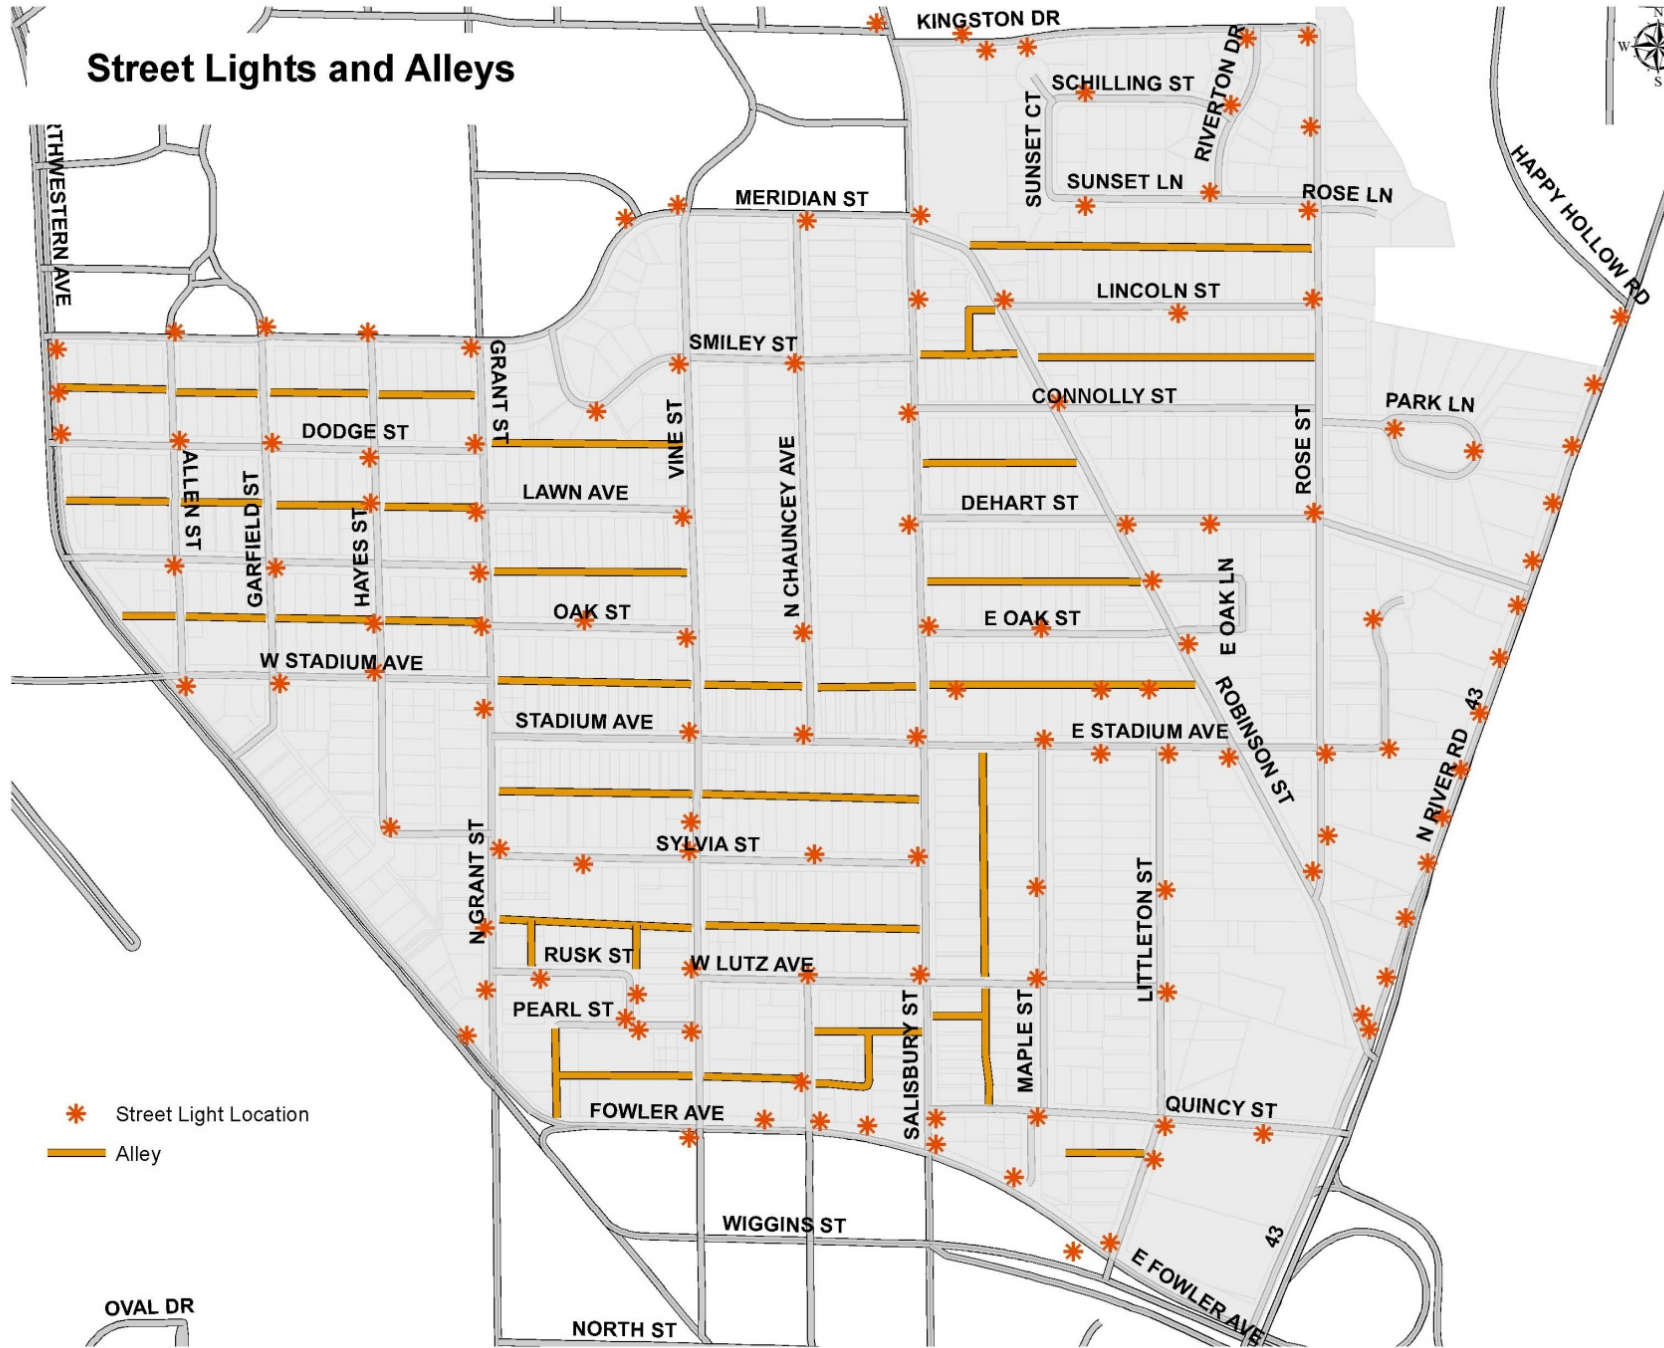 KINGSTON DR
N
W
S
Street Lights and Alleys
SCHILLING ST
RIVERTON DR
SUNSET CT
RTHWESTERN AVE
HAPPY HOLLOW RD
SUNSET LN
ROSE LN
MERIDIAN ST
LINCOLN ST
SMILEY ST
GRANT ST
CONNOLLY ST
PARK LN
DODGE ST
VINE ST
ROSE ST
ALLEN ST
GARFIELD ST
HAYES ST
LAWN AVE
N CHAUNCEY AVE
DEHART ST
OAK ST
E OAK ST
E OAK LN
W STADIUM AVE
STADIUM AVE
E STADIUM AVE
ROBINSON ST
43
N RIVER RD
SYLVIA ST
N GRANT ST
LITTLETON ST
RUSK ST
W LUTZ AVE
PEARL ST
SALISBURY ST
MAPLE ST
FOWLER AVE
QUINCY ST
Street Light Location
Alley
WIGGINS ST
43
E FOWLER AVE
OVAL DR
NORTH ST